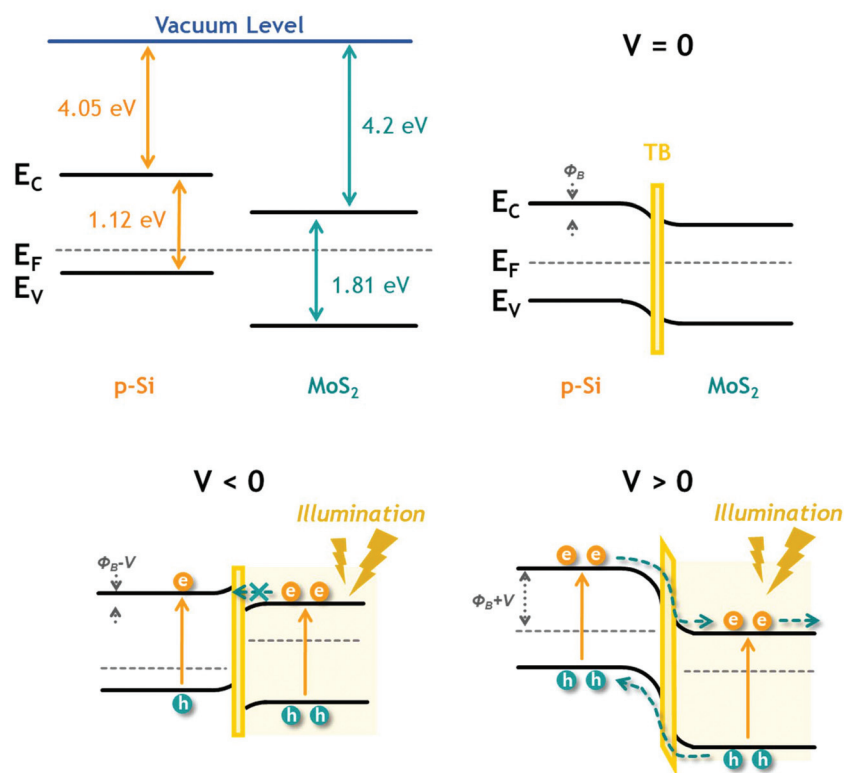 Vacuum Level
4.05 eV
4.2 eV
E_C
1.12 eV
E_F
E_V
1.81 eV
p-Si
MoS₂
V = 0
TB
Φ_B
E_C
E_F
E_V
p-Si
MoS₂
V < 0
Illumination
Φ_B-V
e
e e
h
h h
V > 0
Illumination
e e
Φ_B+V
e e
h h
h h